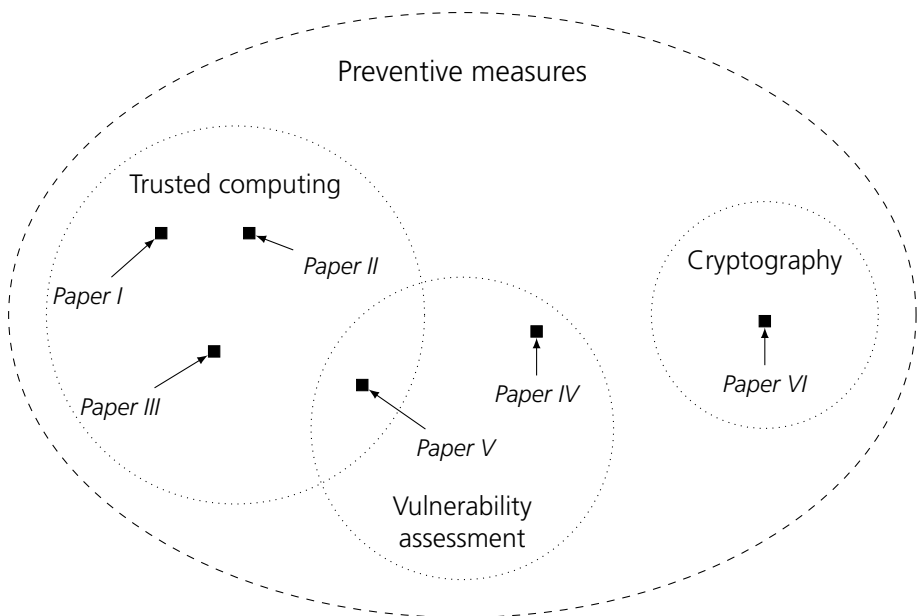 Preventive measures
Trusted computing
Paper II
Paper I
Cryptography
Paper III
Paper IV
Paper VI
Paper V
Vulnerability
assessment